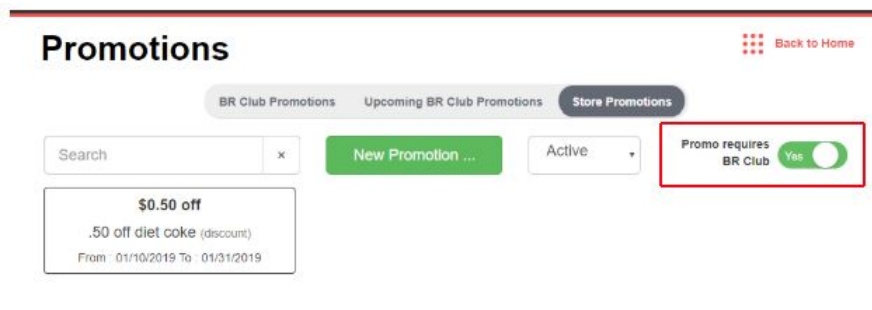 Promotions
Back to Home
BR Club Promotions
Upcoming BR Club Promotions
Store Promotions
Search
×
New Promotion ...
Active
Promo requires
BR Club
Yes
$0.50 off
.50 off diet coke (discount)
From : 01/10/2019 To : 01/31/2019